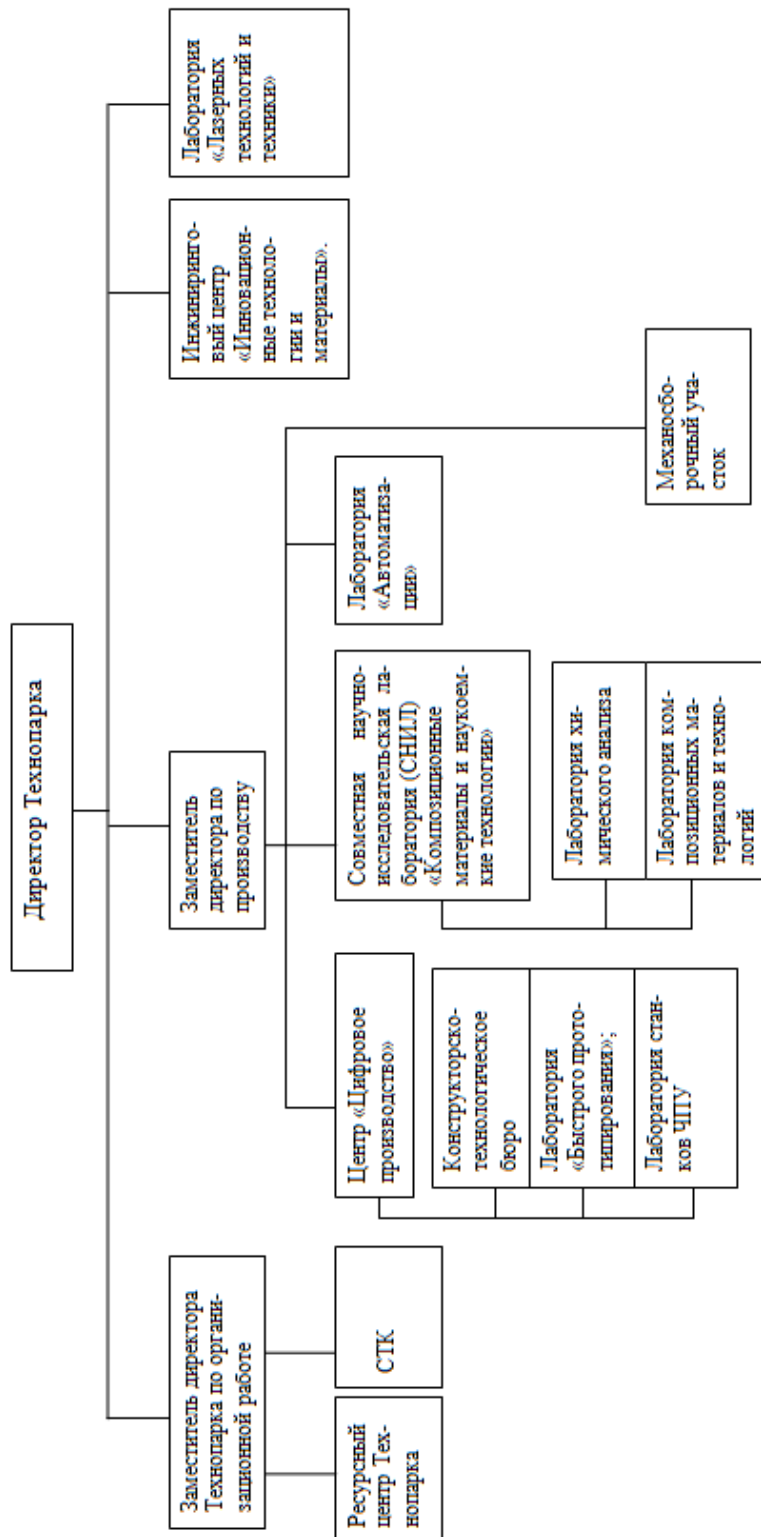 Директор Технопарка
Заместитель директора
Технопарка по органи-
зационной работе
Заместитель
директора по
производству
Инжиниринго-
вый центр
«Инновацион-
ные техноло-
гии и
материалы».
Лаборатория
«Лазерных
технологий и
техники»
Ресурсный
центр Тех-
нопарка
СТК
Центр «Цифровое
производство»
Совместная научно-
исследовательская ла-
боратория (СНИЛ)
«Композиционные
материалы и наукоем-
кие технологии»
Лаборатория
«Автоматиза-
ции»
Конструкторско-
технологическое
бюро
Лаборатория
«Быстрого прото-
типирования»;
Лаборатория стан-
ков ЧПУ
Лаборатория хи-
мического анализа
Лаборатория ком-
позиционных ма-
териалов и техно-
логий
Механосбо-
рочный уча-
сток